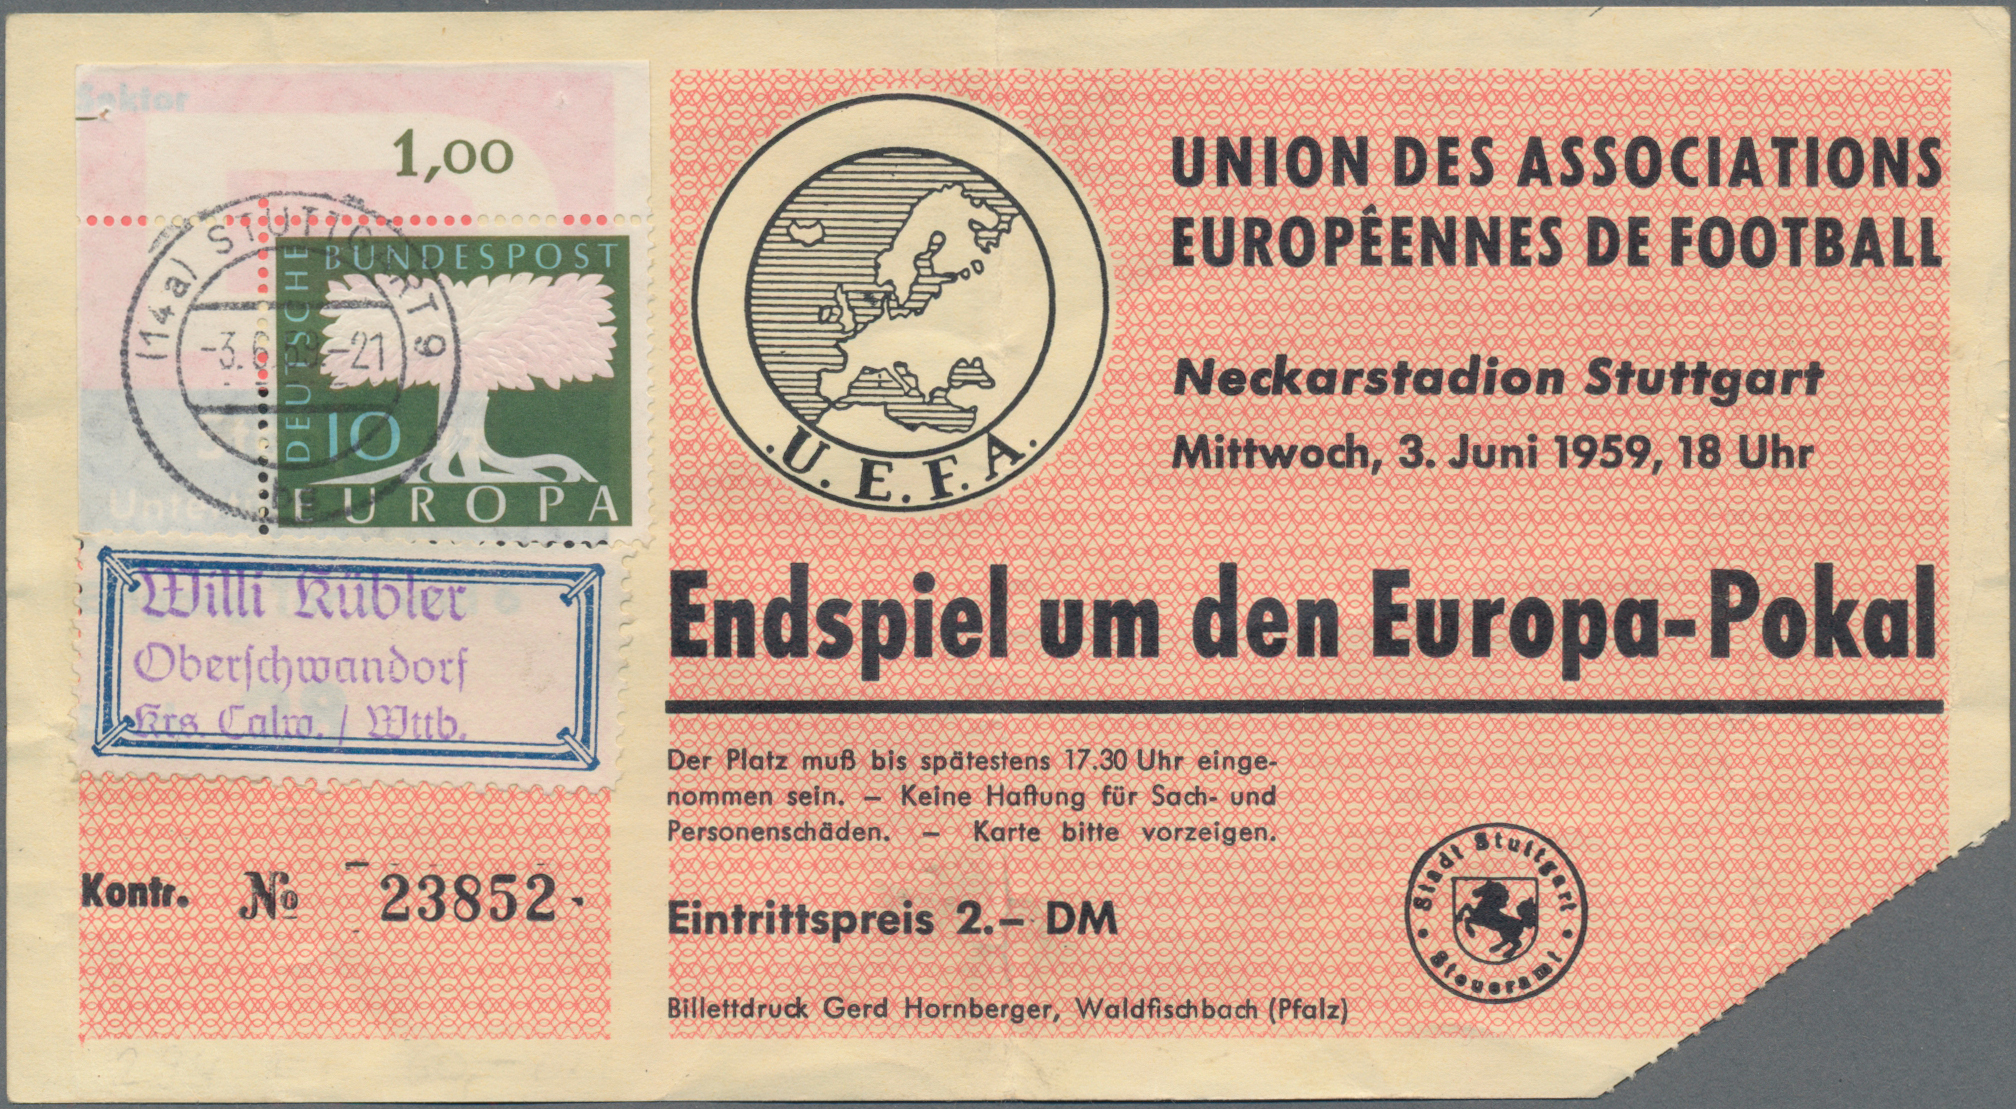 Sektor
1,00
(14a) STUTTGART 9
-3.6.59-21
DEUTSCHE
BUNDESPOST
10
EUROPA
Willi Kübler
Oberschwandorf
Krs. Calw. / Wttb.
Kontr. № 23852
U.E.F.A.
UNION DES ASSOCIATIONS
EUROPÉENNES DE FOOTBALL
Neckarstadion Stuttgart
Mittwoch, 3. Juni 1959, 18 Uhr
Endspiel um den Europa-Pokal
Der Platz muß bis spätestens 17.30 Uhr einge-
nommen sein. – Keine Haftung für Sach- und
Personenschäden. – Karte bitte vorzeigen.
Eintrittspreis 2.– DM
Stadt Stuttgart
Steueramt
Billettdruck Gerd Hornberger, Waldfischbach (Pfalz)